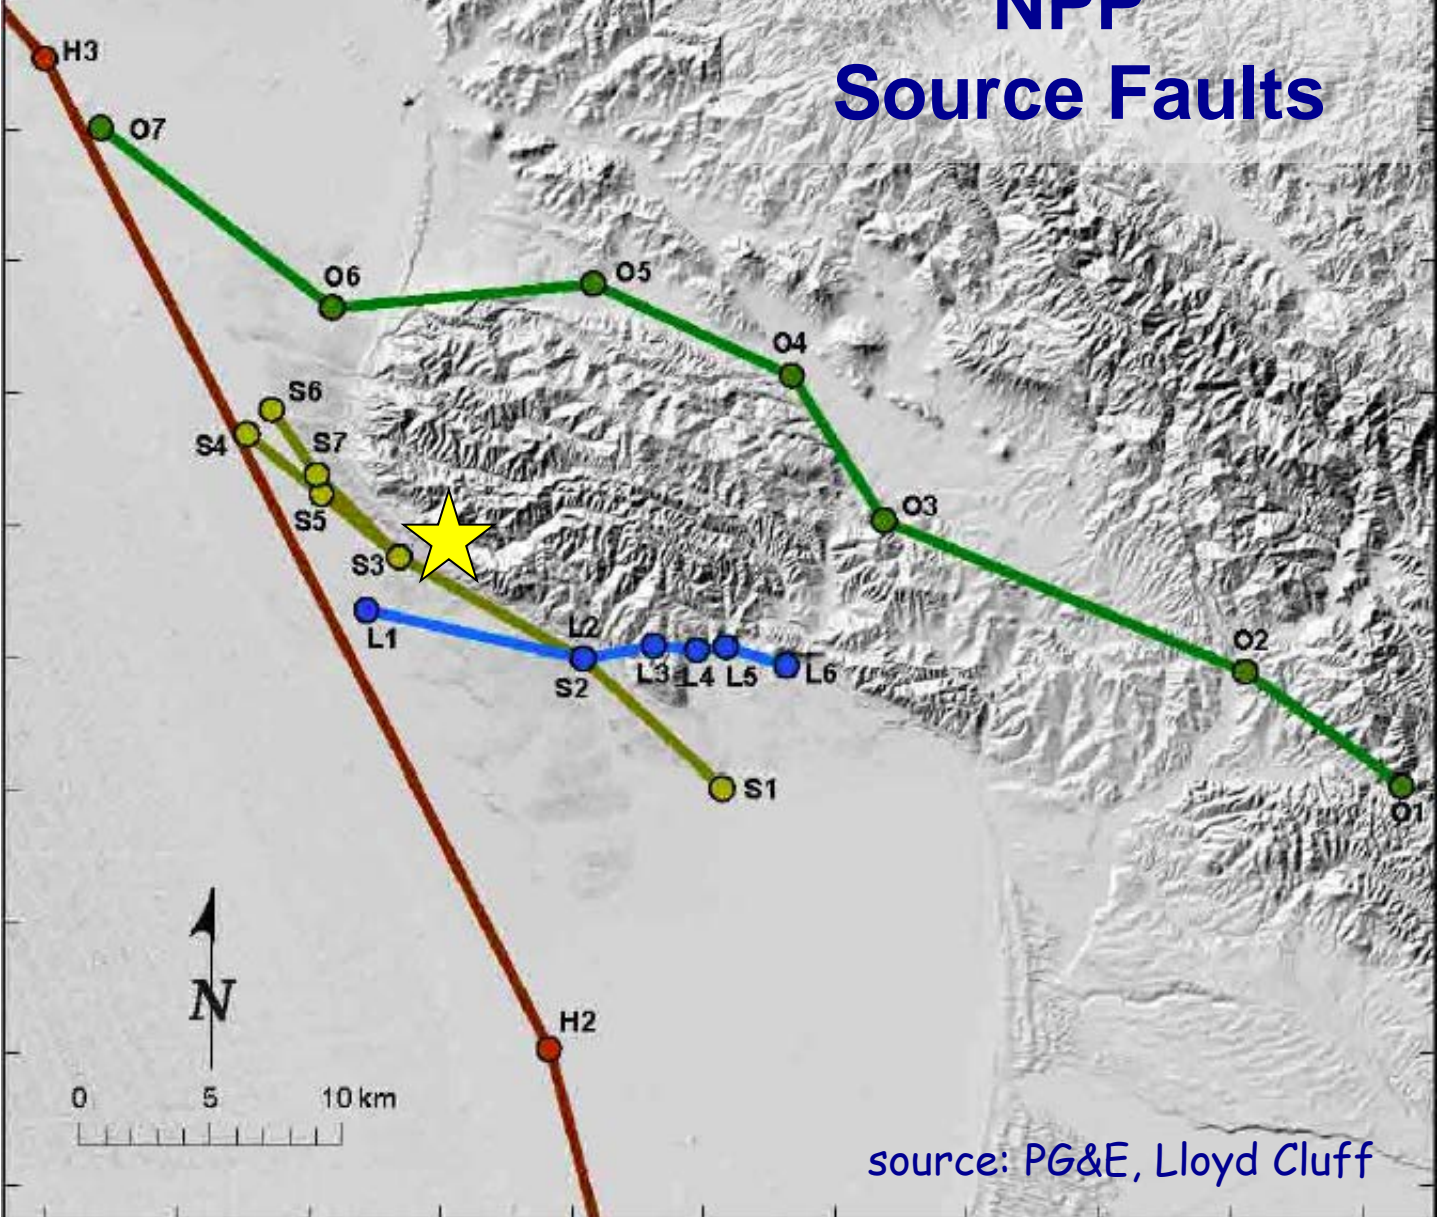 NPP
Source Faults
H3
O7
O6
O5
O4
S6
S4
S7
S5
O3
S3
L1
L2
S2
L3
L4
L5
L6
O2
S1
O1
N
H2
0 5 10 km
source: PG&E, Lloyd Cluff